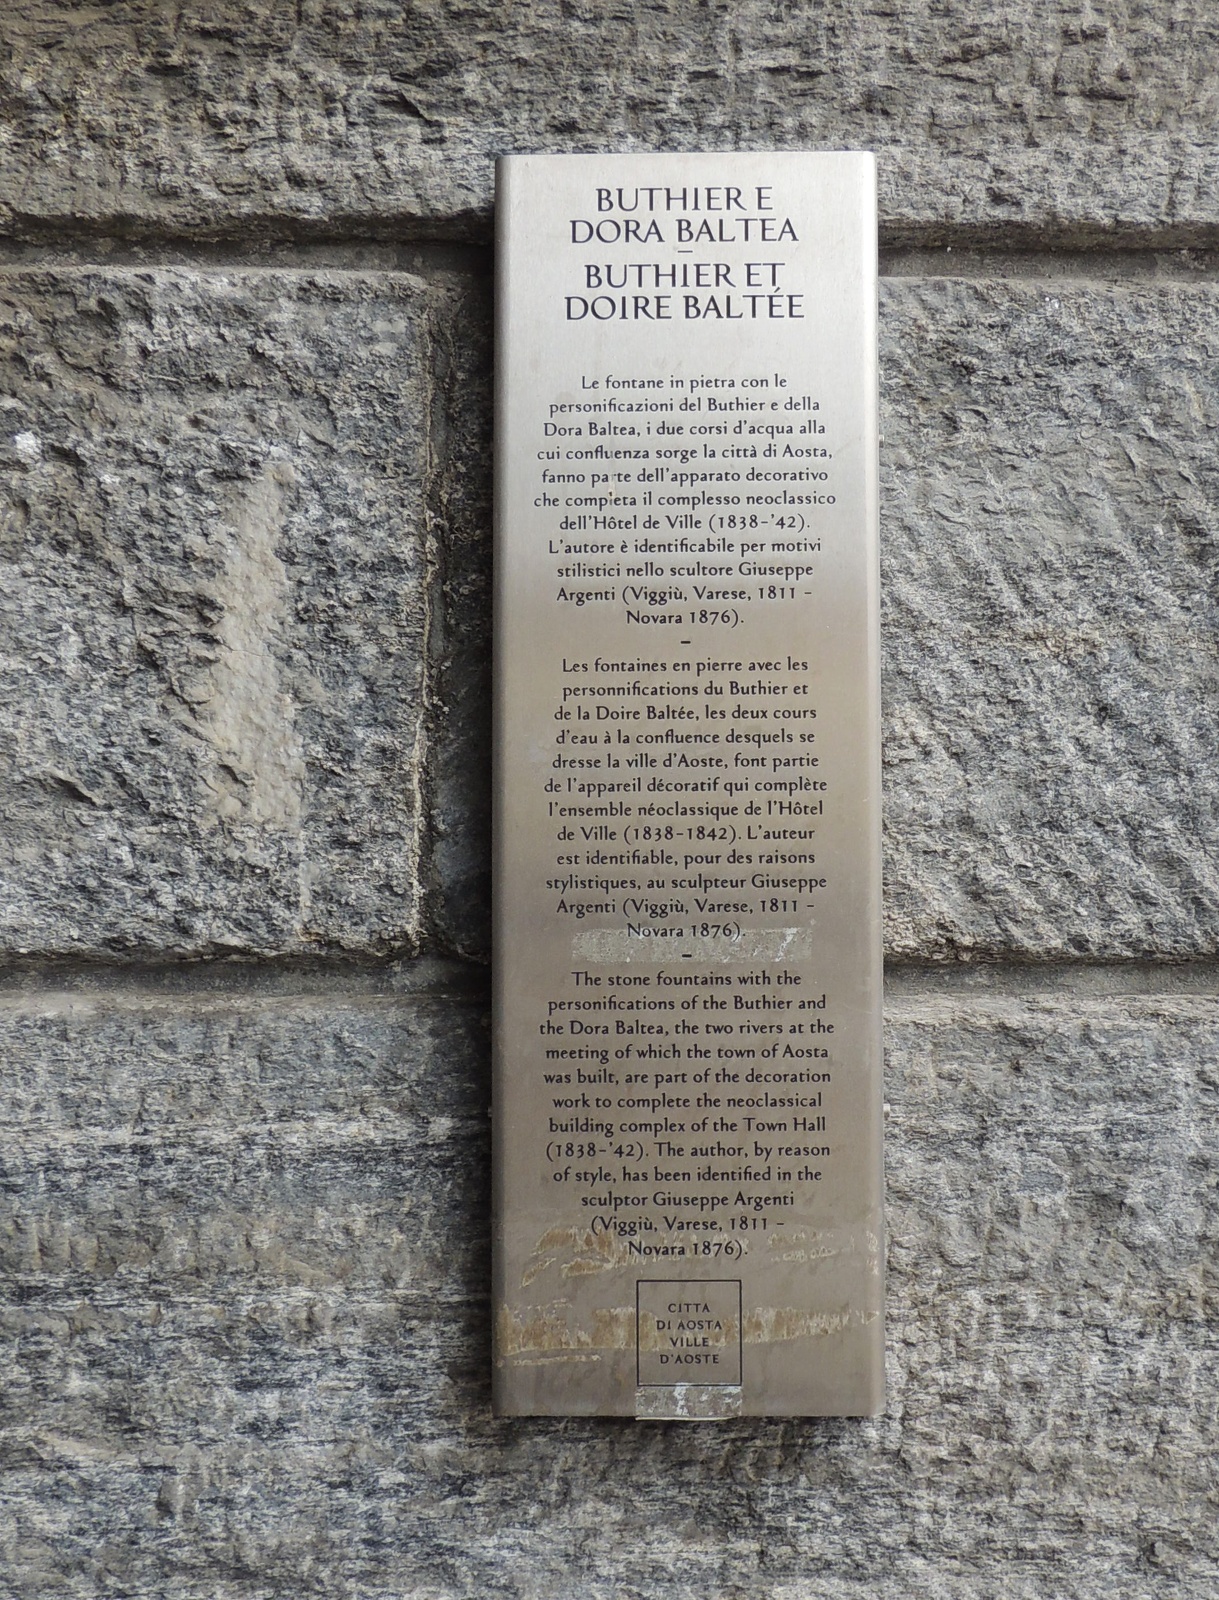 BUTHIER E
DORA BALTEA
–
BUTHIER ET
DOIRE BALTÉE
Le fontane in pietra con le
personificazioni del Buthier e della
Dora Baltea, i due corsi d'acqua alla
cui confluenza sorge la città di Aosta,
fanno parte dell'apparato decorativo
che completa il complesso neoclassico
dell'Hôtel de Ville (1838-'42).
L'autore è identificabile per motivi
stilistici nello scultore Giuseppe
Argenti (Viggiù, Varese, 1811 –
Novara 1876).
–
Les fontaines en pierre avec les
personnifications du Buthier et
de la Doire Baltée, les deux cours
d'eau à la confluence desquels se
dresse la ville d'Aoste, font partie
de l'appareil décoratif qui complète
l'ensemble néoclassique de l'Hôtel
de Ville (1838-1842). L'auteur
est identifiable, pour des raisons
stylistiques, au sculpteur Giuseppe
Argenti (Viggiù, Varese, 1811 –
Novara 1876).
–
The stone fountains with the
personifications of the Buthier and
the Dora Baltea, the two rivers at the
meeting of which the town of Aosta
was built, are part of the decoration
work to complete the neoclassical
building complex of the Town Hall
(1838-'42). The author, by reason
of style, has been identified in the
sculptor Giuseppe Argenti
(Viggiù, Varese, 1811 –
Novara 1876).
CITTÀ
DI AOSTA
VILLE
D'AOSTE